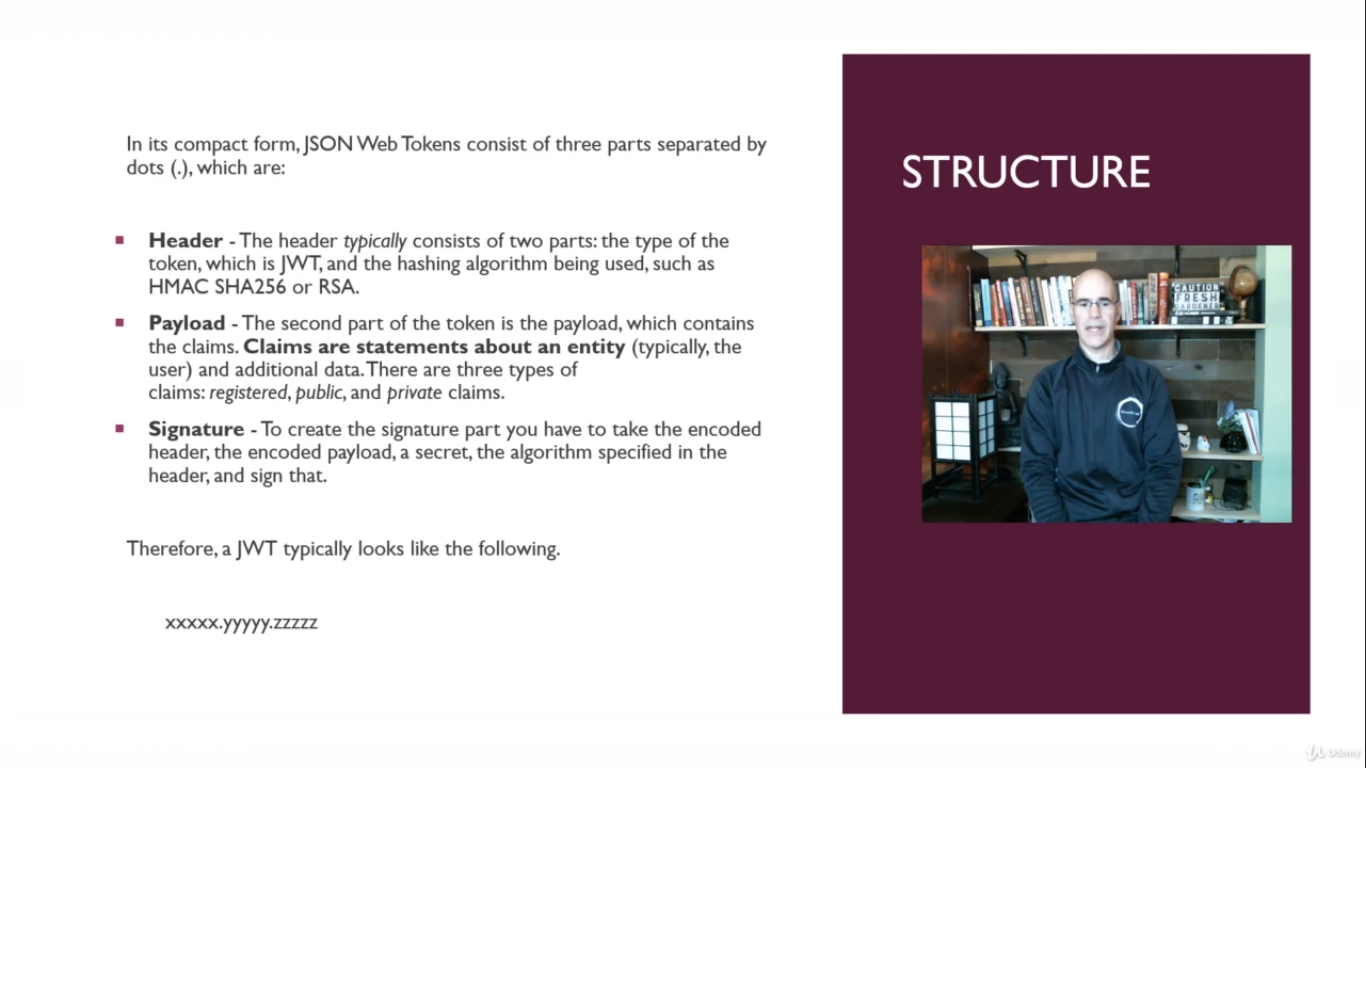 In its compact form, JSON Web Tokens consist of three parts separated by
dots (.), which are:
Header - The header typically consists of two parts: the type of the
token, which is JWT, and the hashing algorithm being used, such as
HMAC SHA256 or RSA.
Payload - The second part of the token is the payload, which contains
the claims. Claims are statements about an entity (typically, the
user) and additional data. There are three types of
claims: registered, public, and private claims.
Signature - To create the signature part you have to take the encoded
header, the encoded payload, a secret, the algorithm specified in the
header, and sign that.
Therefore, a JWT typically looks like the following.
xxxxx.yyyyy.zzzzz
STRUCTURE
CAUTION
FRESH
Udemy